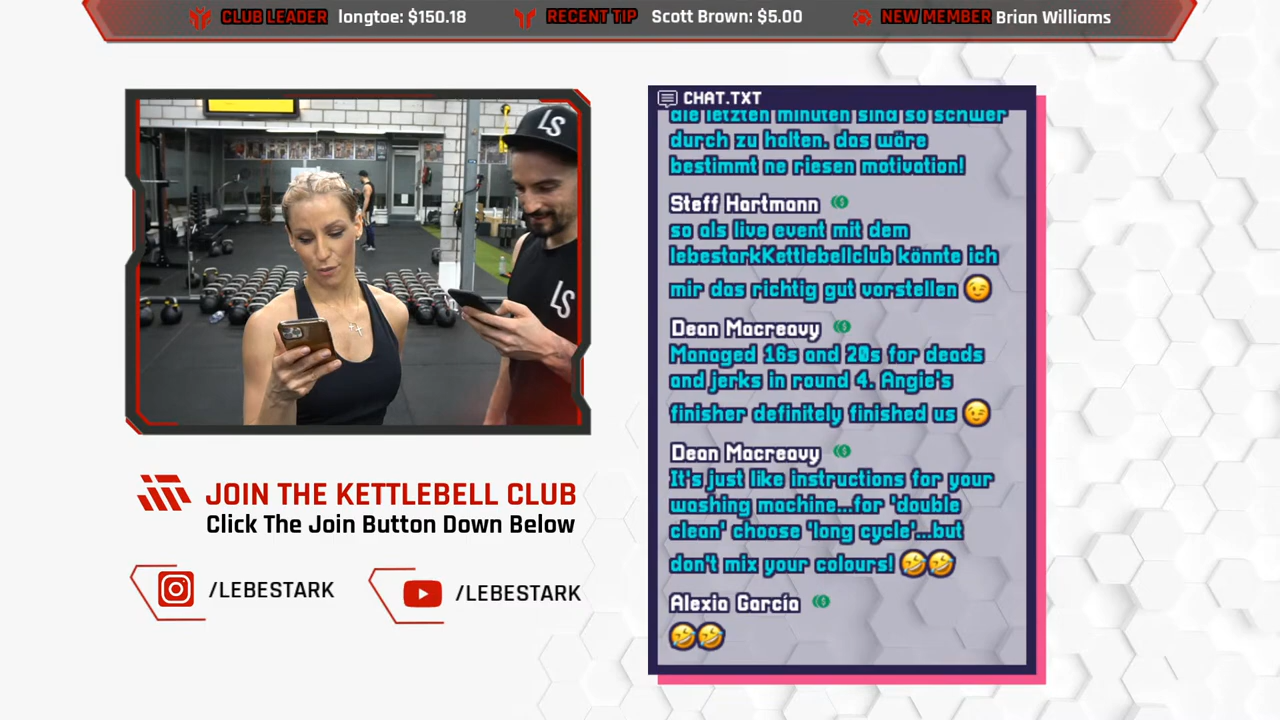 CLUB LEADER longtoe: $150.18 RECENT TIP Scott Brown: $5.00 NEW MEMBER Brian Williams
LS
LS
JOIN THE KETTLEBELL CLUB
Click The Join Button Down Below
/LEBESTARK /LEBESTARK
CHAT.TXT
die letzten minuten sind so schwer
durch zu halten. das wäre
bestimmt ne riesen motivation!
Steff Hartmann
so als live event mit dem
lebestarkKettlebellclub könnte ich
mir das richtig gut vorstellen 😉
Dean Macreavy
Managed 16s and 20s for deads
and jerks in round 4. Angie's
finisher definitely finished us 😉
Dean Macreavy
It's just like instructions for your
washing machine...for 'double
clean' choose 'long cycle'...but
don't mix your colours! 🤣🤣
Alexia García
🤣🤣